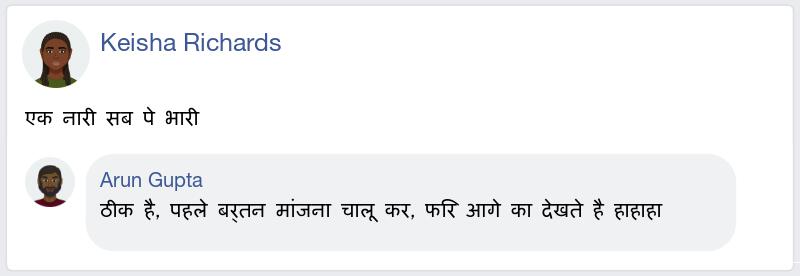 Keisha Richards
एक नारी सब पे भारी
Arun Gupta
ठीक है, पहले बर्तन मांजना चालू कर, फिर आगे का देखते है हाहाहा